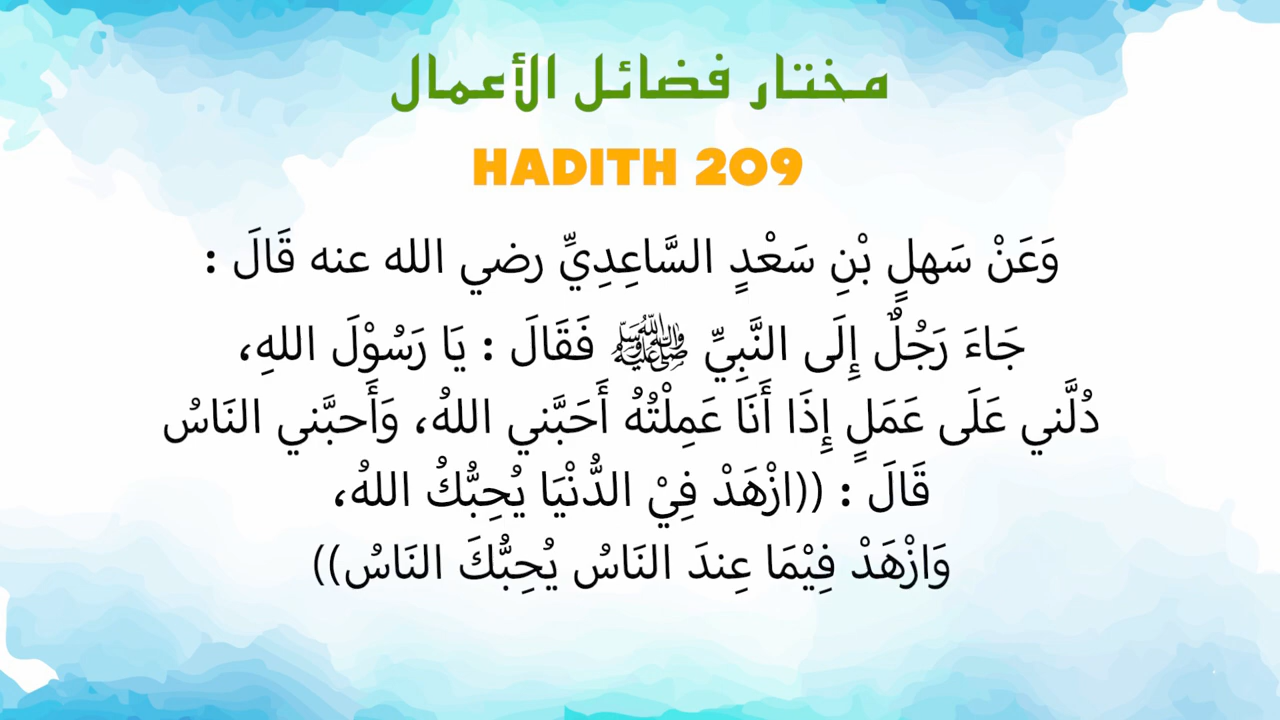 مختار فضائل الأعمال
HADITH 209
وَعَنْ سَهلٍ بْنِ سَعْدٍ السَّاعِدِيِّ رضي الله عنه قَالَ :
جَاءَ رَجُلٌ إِلَى النَّبِيِّ ﷺ فَقَالَ : يَا رَسُوْلَ اللهِ،
دُلَّني عَلَى عَمَلٍ إِذَا أَنَا عَمِلْتُهُ أَحَبَّني اللهُ، وَأَحبَّني النَاسُ
قَالَ : ((ازْهَدْ فِيْ الدُّنْيَا يُحِبُّكُ اللهُ،
وَازْهَدْ فِيْمَا عِندَ النَاسُ يُحِبُّكَ النَاسُ))